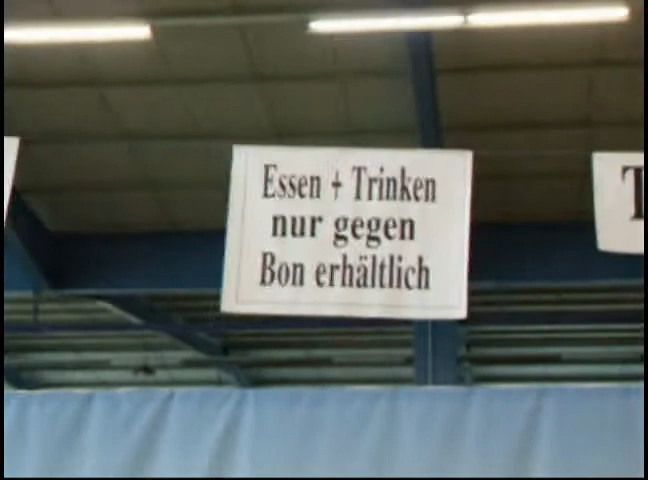 Essen + Trinken
nur gegen
Bon erhältlich
T